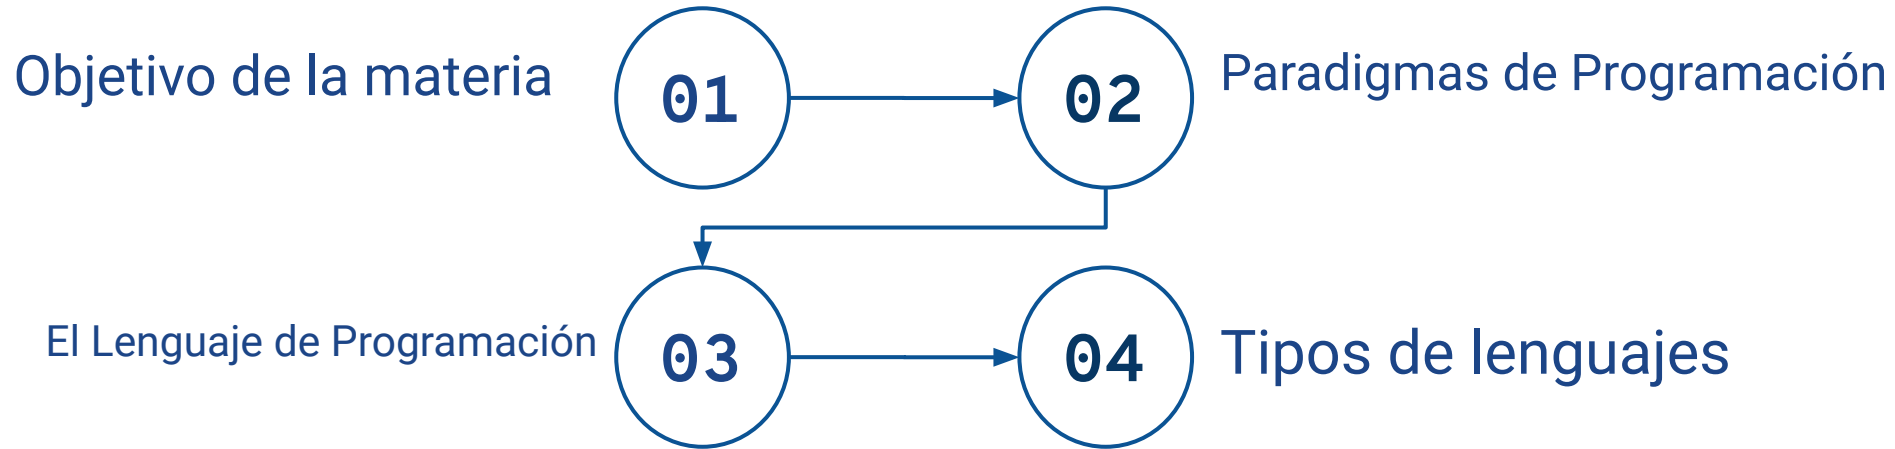 Objetivo de la materia
01
02
Paradigmas de Programación
El Lenguaje de Programación
03
04
Tipos de lenguajes